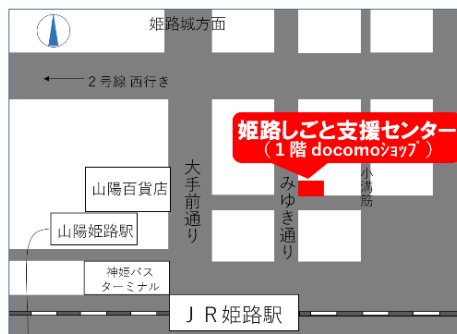 姫路城方面
2号線 西行き
姫路しごと支援センター
（１階 docomoｼｮｯﾌﾟ）
大手前通り
みゆき通り
小溝筋
山陽百貨店
山陽姫路駅
神姫バス
ターミナル
ＪＲ姫路駅